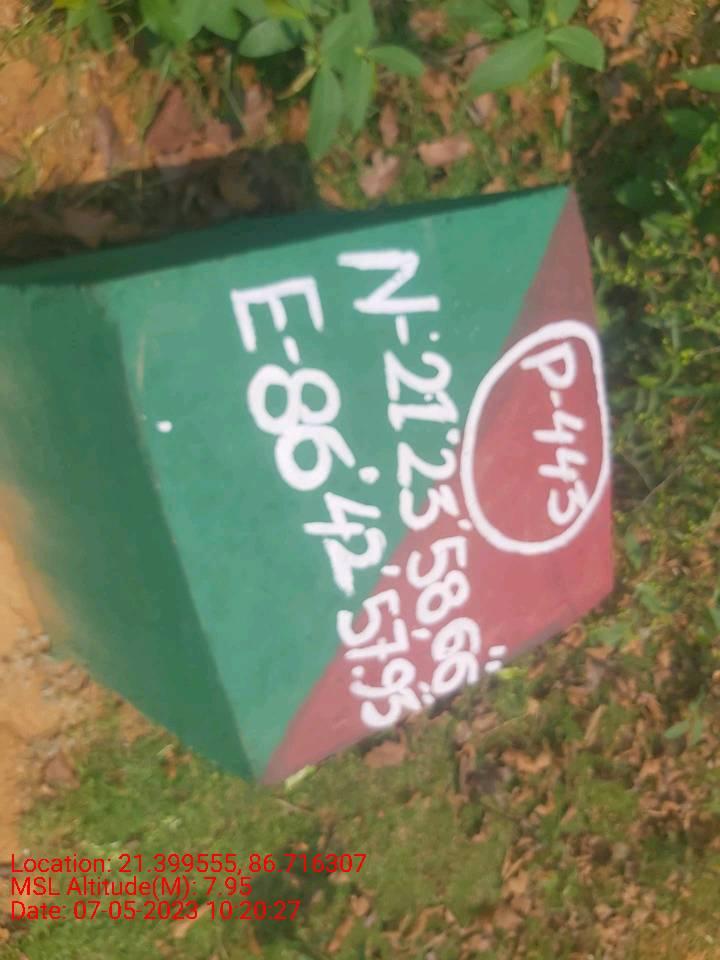 P-443
N-21°23'58.66"
E-86°42'57.95"
Location: 21.399555, 86.716307
MSL Altitude(M): 7.95
Date: 07-05-2023 10:20:27